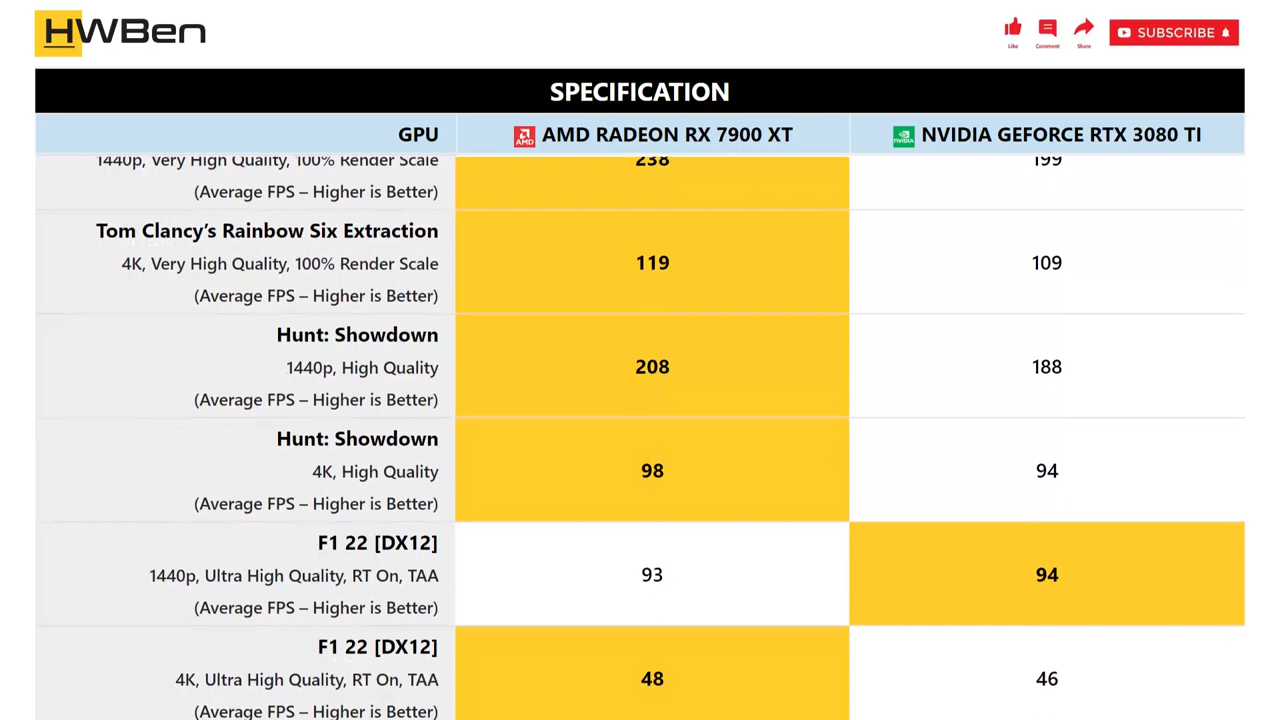 HWBen
Like Comment Share SUBSCRIBE
SPECIFICATION
GPU AMD RADEON RX 7900 XT NVIDIA GEFORCE RTX 3080 TI
1440p, Very High Quality, 100% Render Scale
(Average FPS – Higher is Better)
238 199
Tom Clancy's Rainbow Six Extraction
4K, Very High Quality, 100% Render Scale
(Average FPS – Higher is Better)
119 109
Hunt: Showdown
1440p, High Quality
(Average FPS – Higher is Better)
208 188
Hunt: Showdown
4K, High Quality
(Average FPS – Higher is Better)
98 94
F1 22 [DX12]
1440p, Ultra High Quality, RT On, TAA
(Average FPS – Higher is Better)
93 94
F1 22 [DX12]
4K, Ultra High Quality, RT On, TAA
(Average FPS – Higher is Better)
48 46